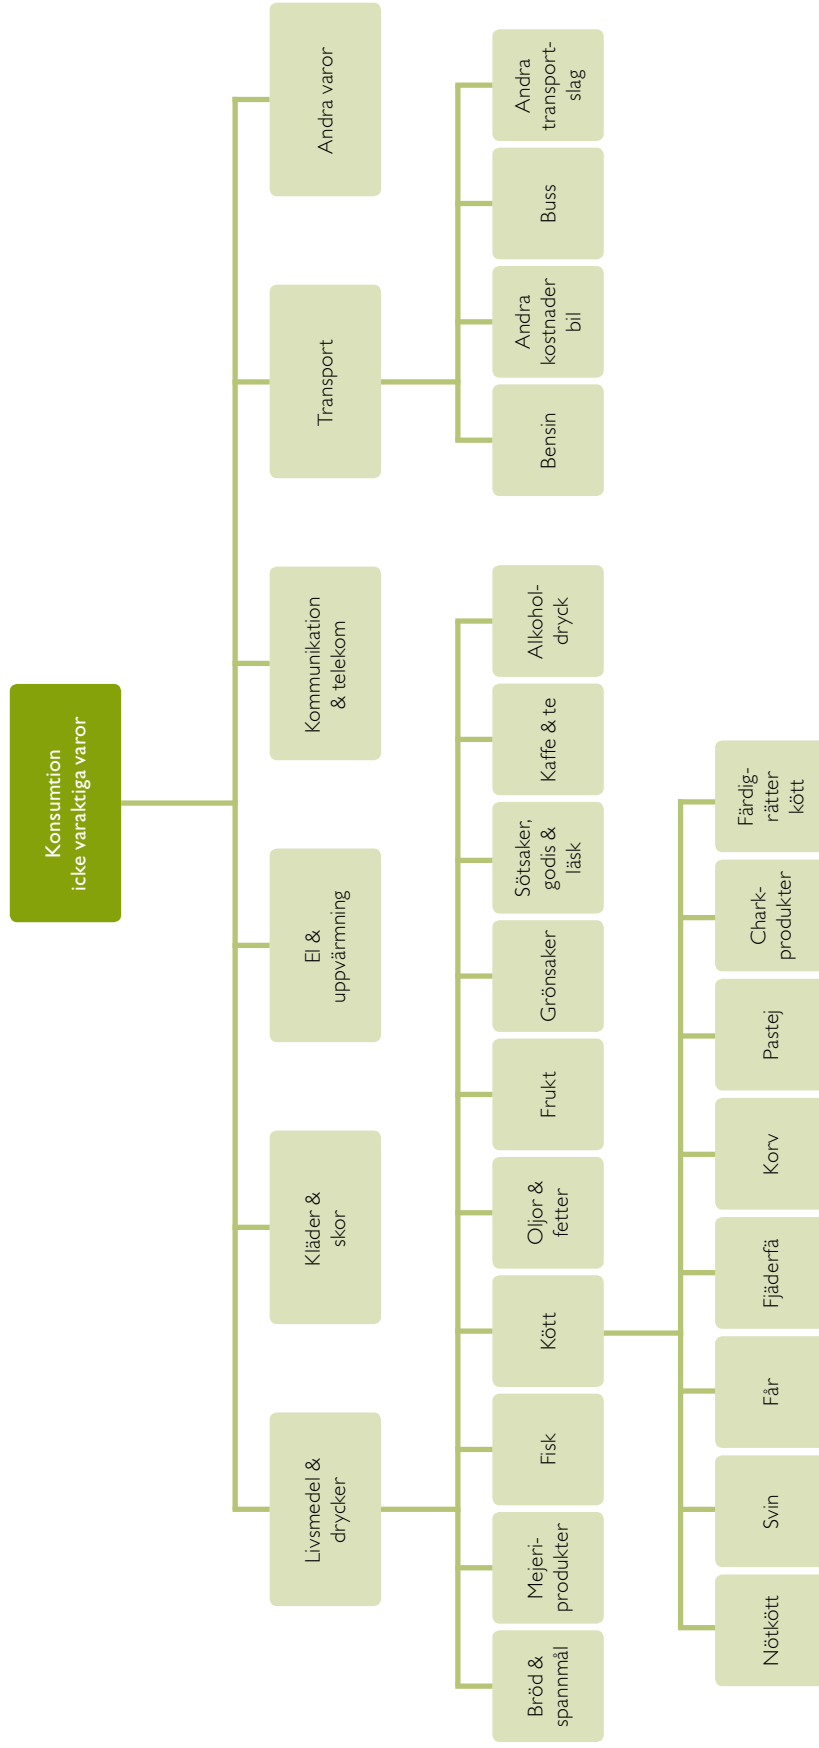 Konsumtion
icke varaktiga varor
Livsmedel &
drycker
Kläder &
skor
El &
uppvärmning
Kommunikation
& telekom
Transport
Andra varor
Bröd &
spannmål
Mejeri-
produkter
Fisk
Kött
Oljor &
fetter
Frukt
Grönsaker
Sötsaker,
godis &
läsk
Kaffe & te
Alkohol-
dryck
Bensin
Andra
kostnader
bil
Buss
Andra
transport-
slag
Nötkött
Svin
Får
Fjäderfä
Korv
Pastej
Chark-
produkter
Färdig-
rätter
kött